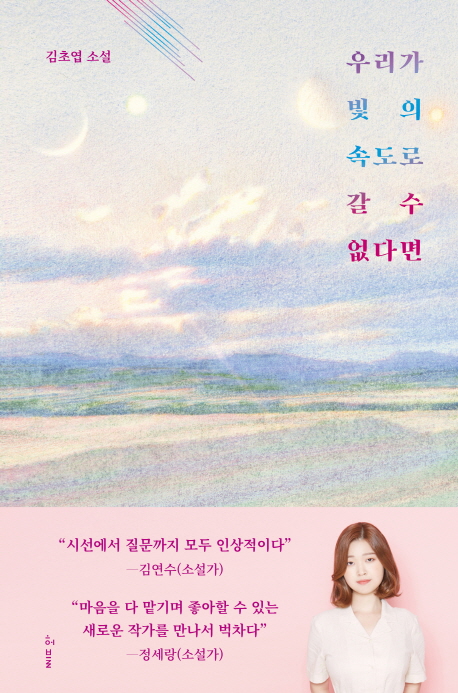 김초엽 소설
우리가
빛의
속도로
갈 수
없다면
“시선에서 질문까지 모두 인상적이다”
—김연수(소설가)
“마음을 다 맡기며 좋아할 수 있는
새로운 작가를 만나서 벅차다”
—정세랑(소설가)
허블